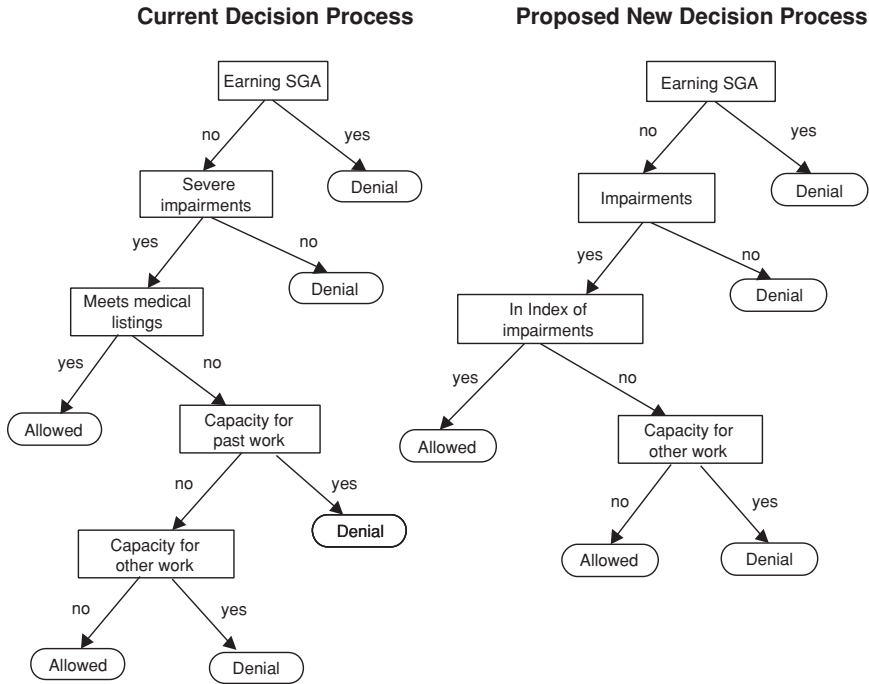 Current Decision Process
Earning SGA
no
yes
Severe
impairments
Denial
yes
no
Meets medical
listings
Denial
yes
no
Allowed
Capacity for
past work
no
yes
Denial
Capacity for
other work
no
yes
Allowed
Denial
Proposed New Decision Process
Earning SGA
no
yes
Impairments
Denial
yes
no
In Index of
impairments
Denial
yes
no
Allowed
Capacity for
other work
no
yes
Allowed
Denial